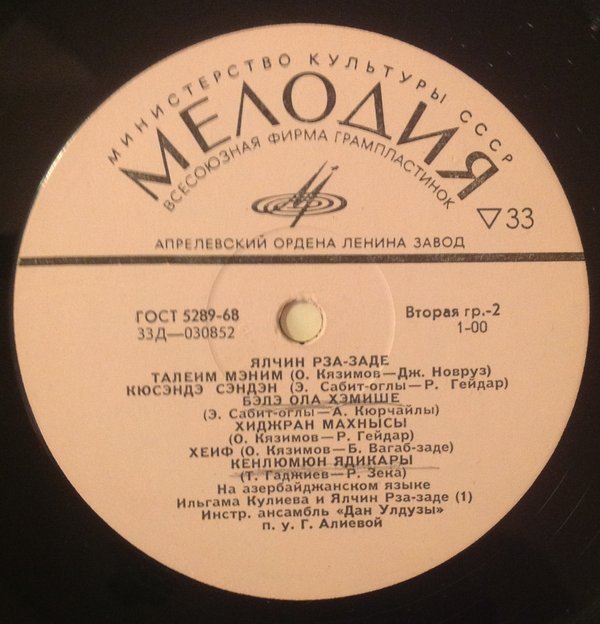 МИНИСТЕРСТВО КУЛЬТУРЫ СССР
МЕЛОДИЯ
ВСЕСОЮЗНАЯ ФИРМА ГРАМПЛАСТИНОК
▽33
АПРЕЛЕВСКИЙ ОРДЕНА ЛЕНИНА ЗАВОД
ГОСТ 5289-68 Вторая гр.-2
33Д—030852 1-00
ЯЛЧИН РЗА-ЗАДЕ
ТАЛЕИМ МЭНИМ (О. Кязимов—Дж. Новруз)
КЮСЭНДЭ СЭНДЭН (Э. Сабит-оглы—Р. Гейдар)
БЭЛЭ ОЛА ХЭМИШЕ
(Э. Сабит-оглы—А. Кюрчайлы)
ХИДЖРАН МАХНЫСЫ
(О. Кязимов—Р. Гейдар)
ХЕИФ (О. Кязимов—Б. Вагаб-заде)
КЕНЛЮМЮН ЯДИКАРЫ
(Т. Гаджиев—Р. Зека)
На азербайджанском языке
Ильгама Кулиева и Ялчин Рза-заде (1)
Инстр. ансамбль «Дан Улдузы»
п. у. Г. Алиевой